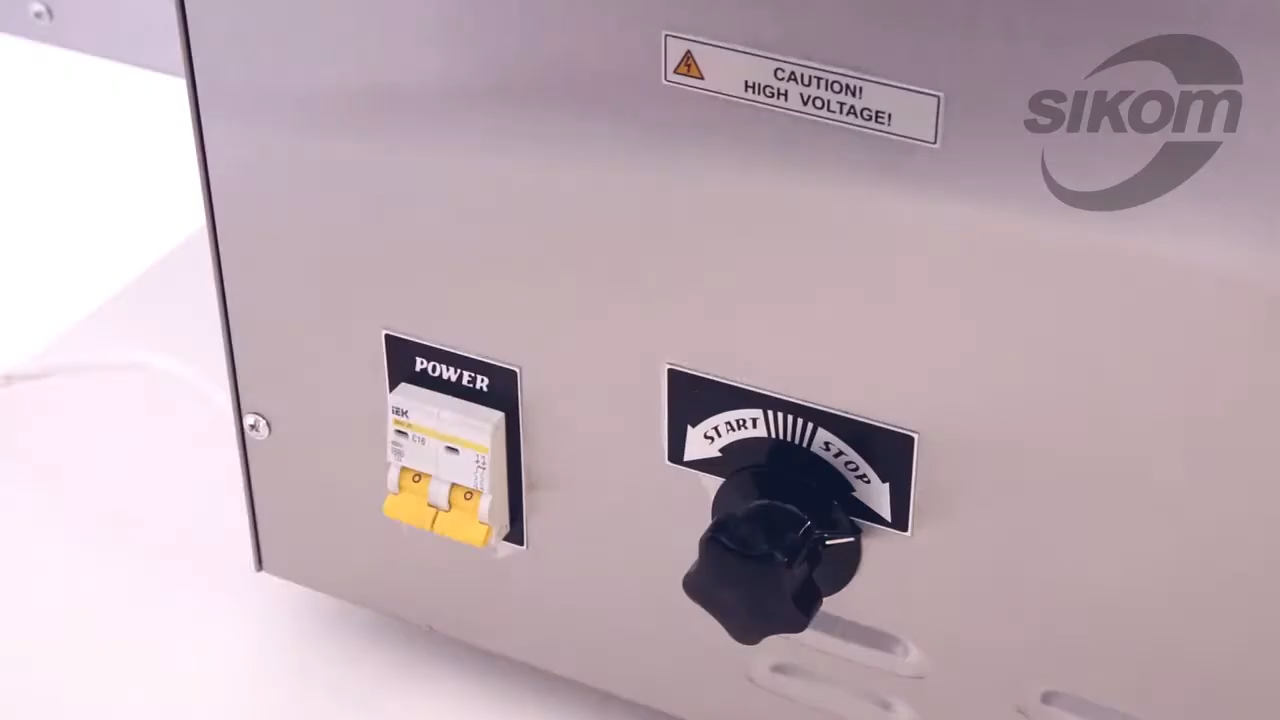 CAUTION!
HIGH VOLTAGE!
SIKOM
POWER
IEK
C16
START
STOP